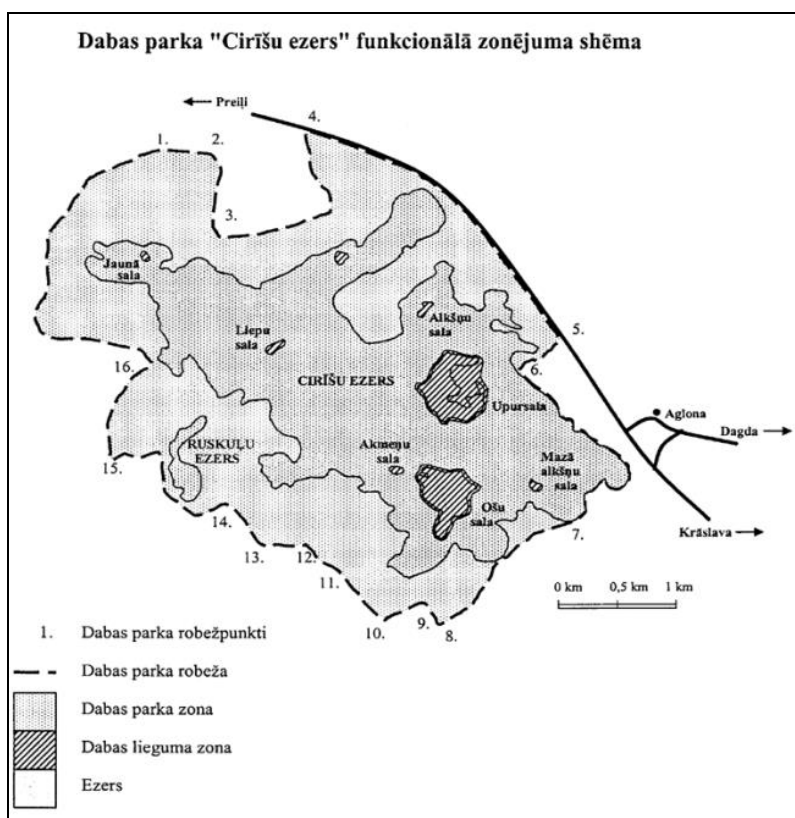 Dabas parka "Cirīšu ezers" funkcionālā zonējuma shēma
Preiļi
4.
1.
2.
3.
Jaunā
sala
Alkšņu
sala
Liepu
sala
5.
16.
CIRĪŠU EZERS
6.
Upursala
Aglona
Dagda
RUSKUĻU
EZERS
Akmeņu
sala
Mazā
alkšņu
sala
15.
Ošu
sala
14.
7.
Krāslava
13.
12.
11.
0 km 0,5 km 1 km
10.
9.
8.
1. Dabas parka robežpunkti
Dabas parka robeža
Dabas parka zona
Dabas lieguma zona
Ezers